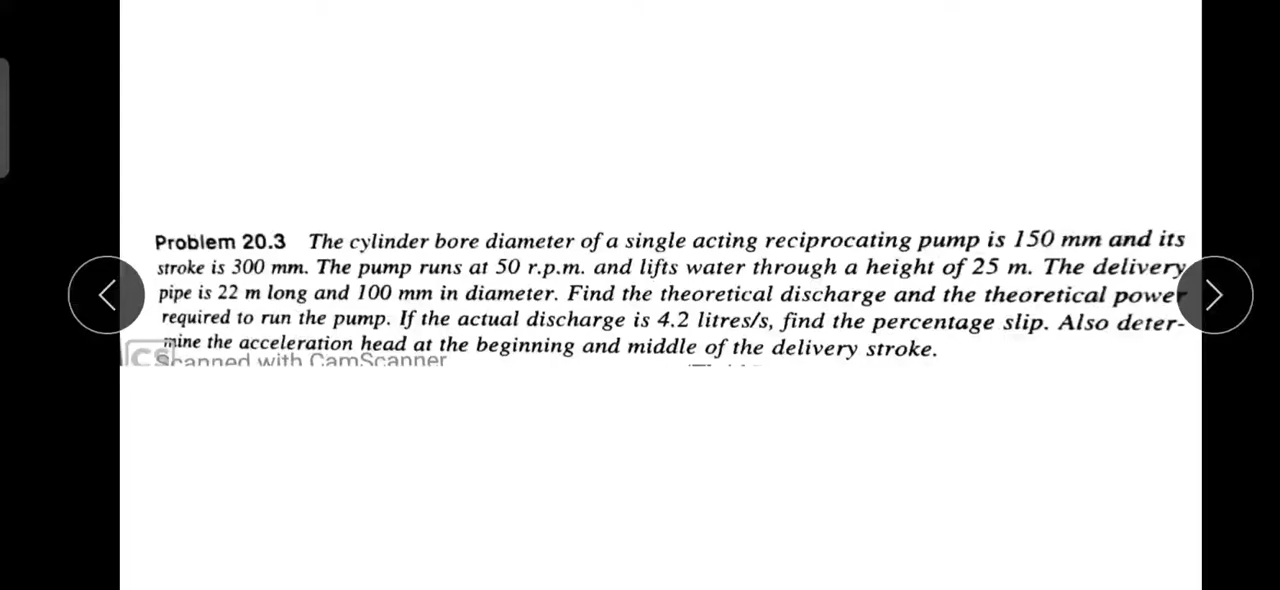 Problem 20.3 The cylinder bore diameter of a single acting reciprocating pump is 150 mm and its
stroke is 300 mm. The pump runs at 50 r.p.m. and lifts water through a height of 25 m. The delivery
pipe is 22 m long and 100 mm in diameter. Find the theoretical discharge and the theoretical power
required to run the pump. If the actual discharge is 4.2 litres/s, find the percentage slip. Also deter-
mine the acceleration head at the beginning and middle of the delivery stroke.
CS Scanned with CamScanner